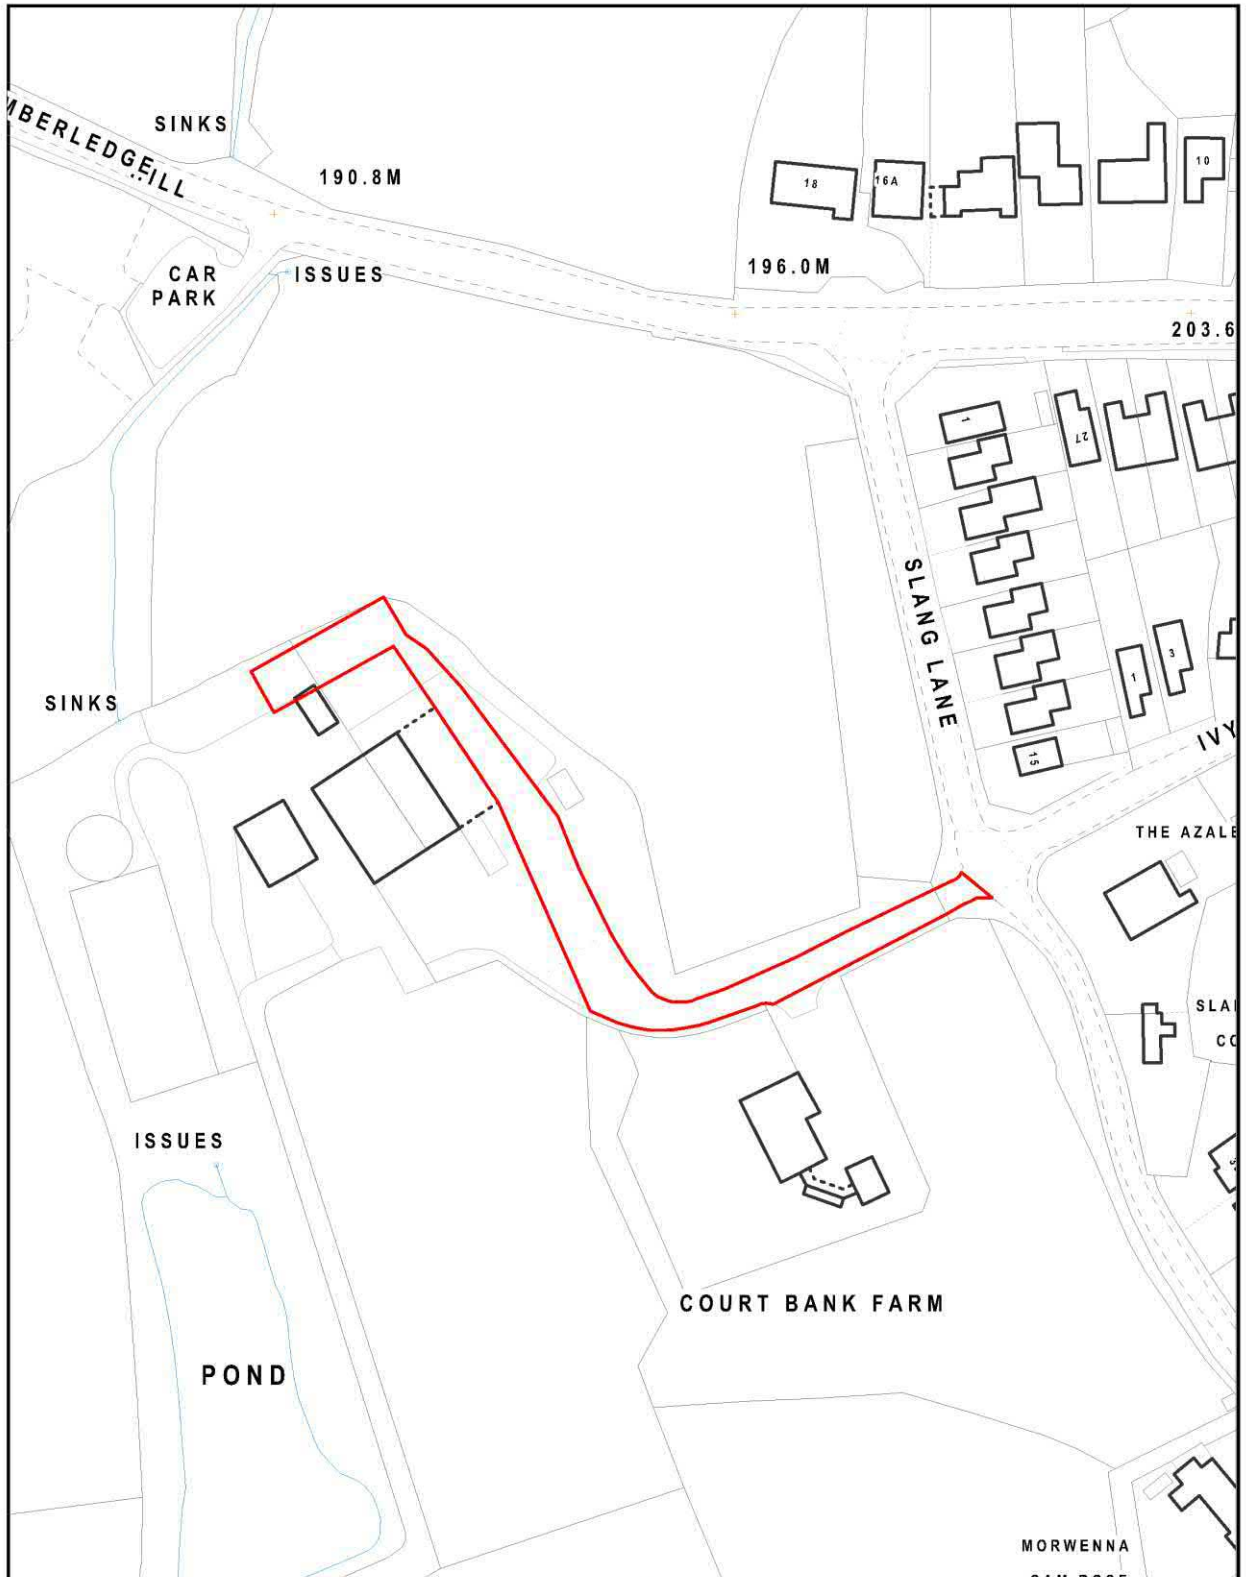 MBERLEDGE
SINKS
HILL
190.8M
18
16A
10
CAR
PARK
ISSUES
196.0M
203.6
1
27
SLANG LANE
SINKS
1
3
15
IVY
THE AZALE
SLA
CO
ISSUES
COURT BANK FARM
POND
MORWENNA